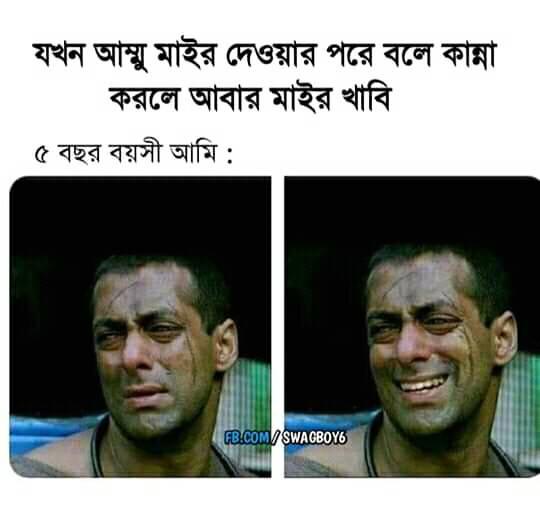 যখন আম্মু মাইর দেওয়ার পরে বলে কান্না
করলে আবার মাইর খাবি
৫ বছর বয়সী আমি :
FB.COM/SWAGBOY6